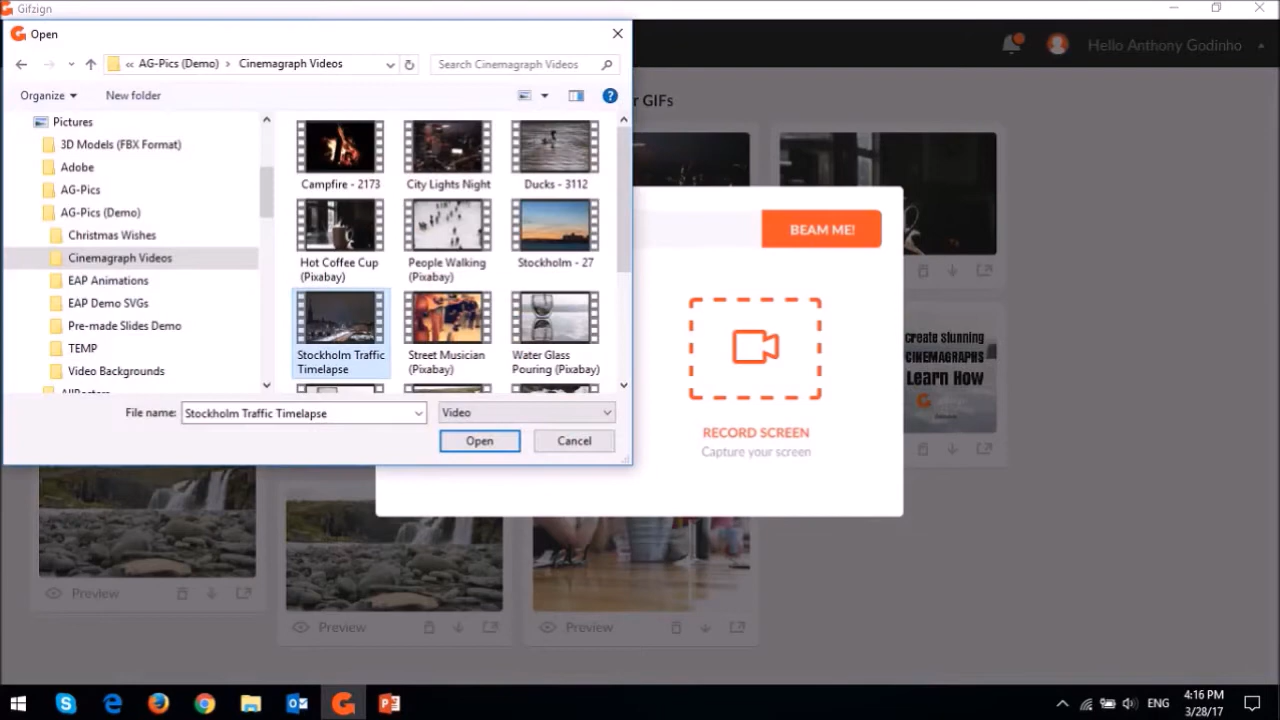 Gifzign
Open
Hello Anthony Godinho
« AG-Pics (Demo) › Cinemagraph Videos
Search Cinemagraph Videos
Organize
New folder
r GIFs
Pictures
3D Models (FBX Format)
Adobe
AG-Pics
AG-Pics (Demo)
Christmas Wishes
Cinemagraph Videos
EAP Animations
EAP Demo SVGs
Pre-made Slides Demo
TEMP
Video Backgrounds
Campfire - 2173
City Lights Night
Ducks - 3112
Hot Coffee Cup
(Pixabay)
People Walking
(Pixabay)
Stockholm - 27
Stockholm Traffic
Timelapse
Street Musician
(Pixabay)
Water Glass
Pouring (Pixabay)
File name:
Stockholm Traffic Timelapse
Video
Open
Cancel
BEAM ME!
RECORD SCREEN
Capture your screen
create stunning
CINEMAGRAPHS
Learn How
Preview
Preview
Preview
ENG
4:16 PM
3/28/17